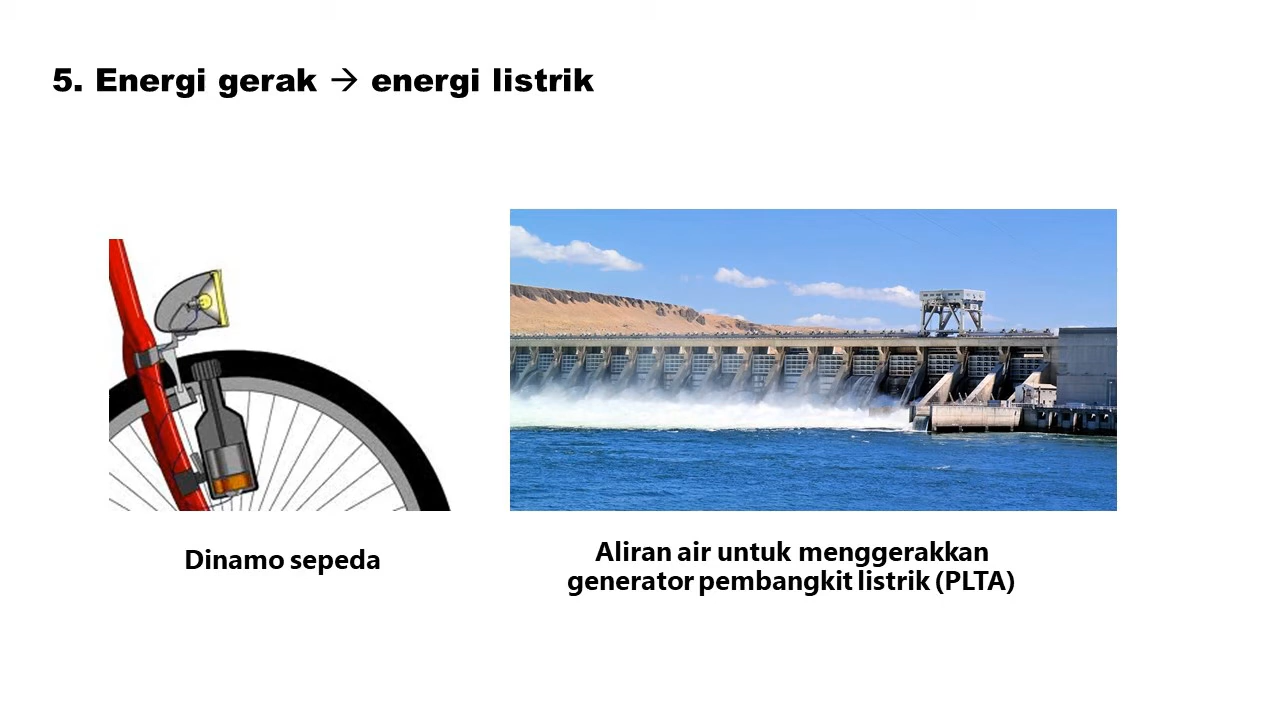 5. Energi gerak → energi listrik
Dinamo sepeda
Aliran air untuk menggerakkan
generator pembangkit listrik (PLTA)